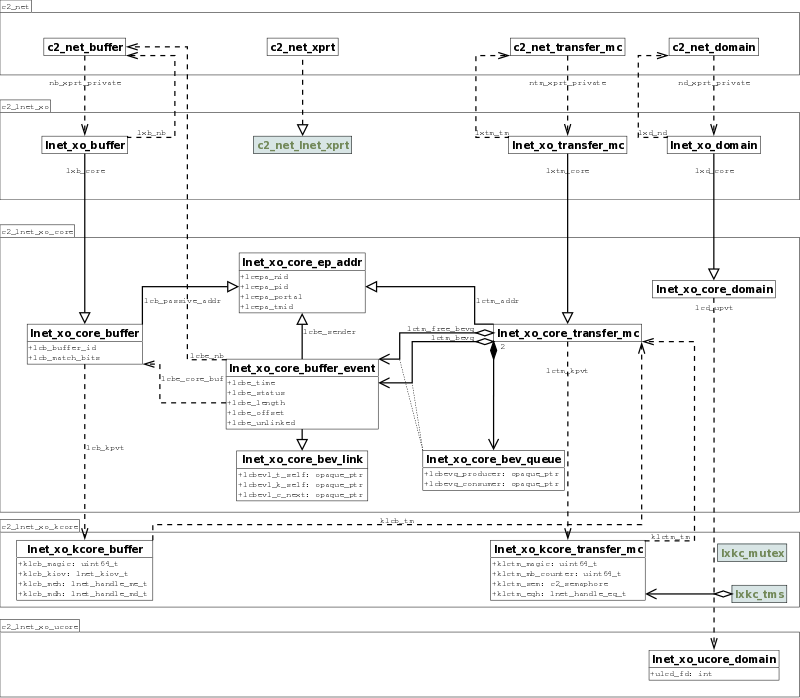 c2_net
c2_net_buffer
c2_net_xprt
c2_net_transfer_mc
c2_net_domain
nb_xprt_private
ntm_xprt_private
nd_xprt_private
c2_lnet_xo
lxb_nb
lxtm_tm
lxd_nd
lnet_xo_buffer
c2_net_lnet_xprt
lnet_xo_transfer_mc
lnet_xo_domain
lxb_core
lxtm_core
lxd_core
c2_lnet_xo_core
lnet_xo_core_ep_addr
+lcepa_nid
+lcepa_pid
+lcepa_portal
+lcepa_tmid
lnet_xo_core_domain
lcb_passive_addr
lctm_addr
lcd_upvt
lnet_xo_core_buffer
+lcb_buffer_id
+lcb_match_bits
lcbe_sender
lctm_free_bevq
lctm_bevq
lnet_xo_core_transfer_mc
2
lcbe_nb
lnet_xo_core_buffer_event
+lcbe_time
+lcbe_status
+lcbe_length
+lcbe_offset
+lcbe_unlinked
lcbe_core_buf
lctm_kpvt
lcb_kpvt
lnet_xo_core_bev_link
+lcbevl_t_self: opaque_ptr
+lcbevl_k_self: opaque_ptr
+lcbevl_c_next: opaque_ptr
lnet_xo_core_bev_queue
+lcbevq_producer: opaque_ptr
+lcbevq_consumer: opaque_ptr
c2_lnet_xo_kcore
klcb_tm
klctm_tm
lnet_xo_kcore_buffer
+klcb_magic: uint64_t
+klcb_kiov: lnet_kiov_t
+klcb_meh: lnet_handle_me_t
+klcb_mdh: lnet_handle_md_t
lnet_xo_kcore_transfer_mc
+klctm_magic: uint64_t
+klctm_mb_counter: uint64_t
+klctm_sem: c2_semaphore
+klctm_eqh: lnet_handle_eq_t
lxkc_mutex
lxkc_tms
c2_lnet_xo_ucore
lnet_xo_ucore_domain
+ulcd_fd: int